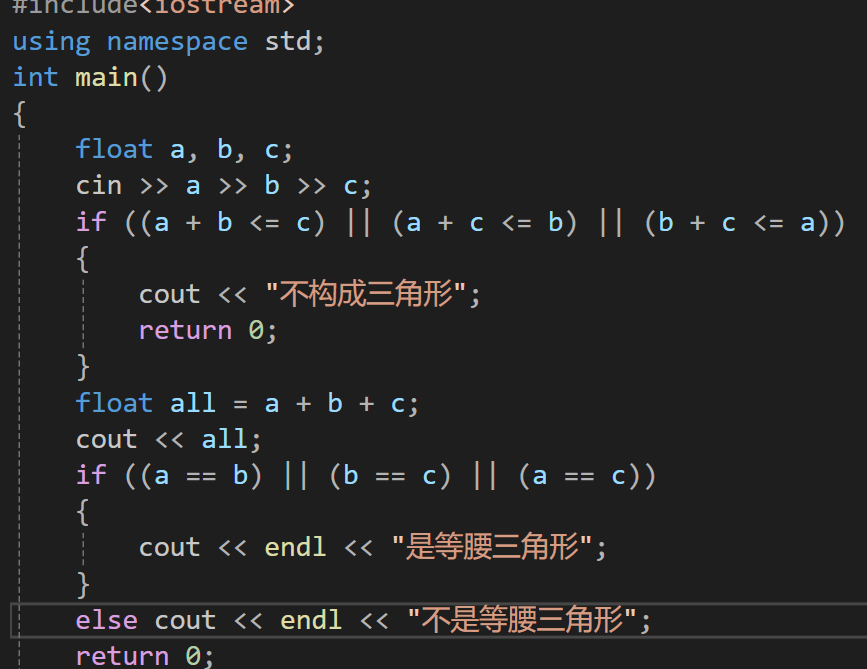 #include<iostream>
using namespace std;
int main()
{
float a, b, c;
cin >> a >> b >> c;
if ((a + b <= c) || (a + c <= b) || (b + c <= a))
{
cout << "不构成三角形";
return 0;
}
float all = a + b + c;
cout << all;
if ((a == b) || (b == c) || (a == c))
{
cout << endl << "是等腰三角形";
}
else cout << endl << "不是等腰三角形";
return 0;